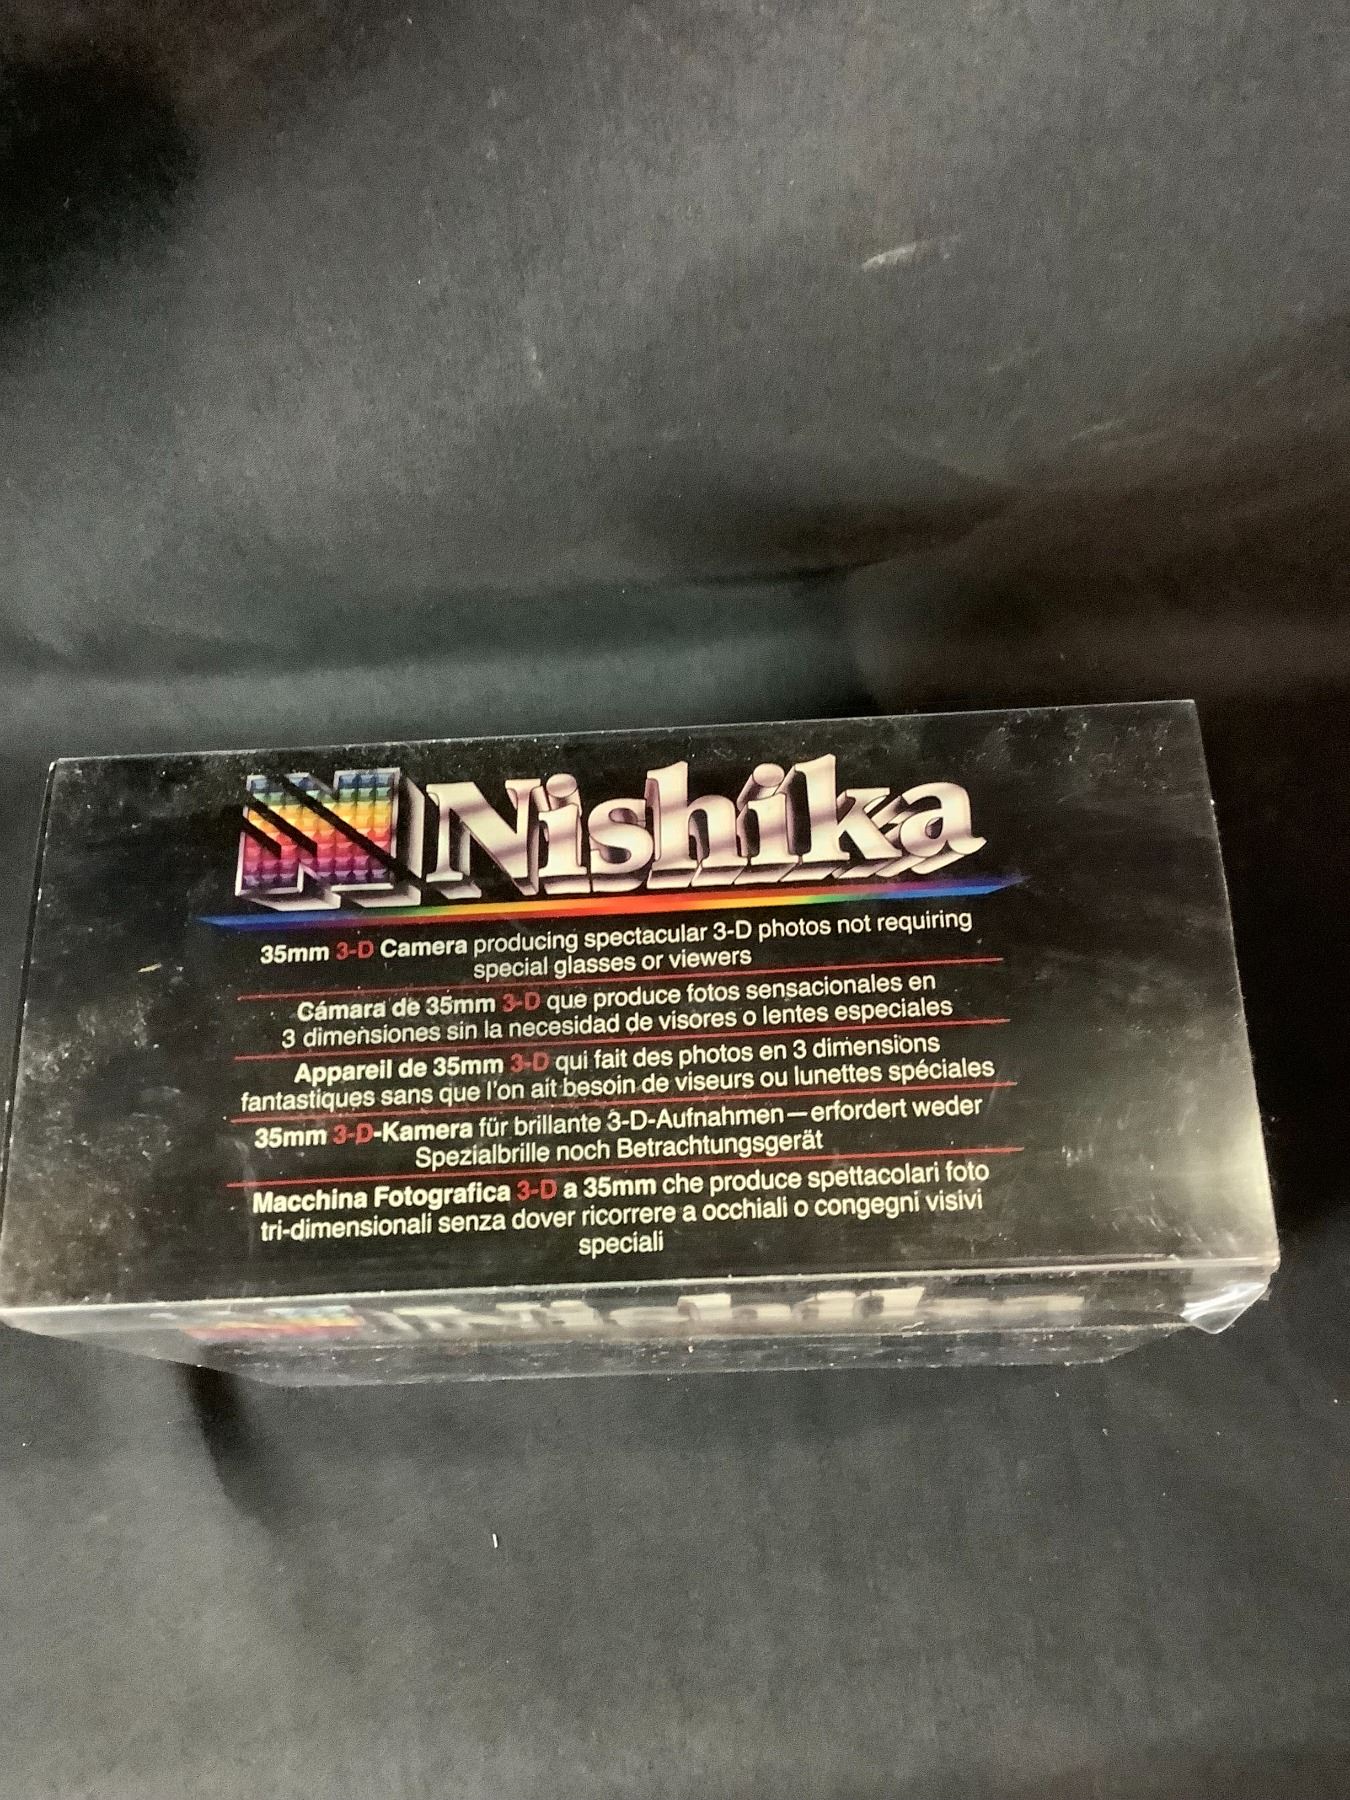 Nishika
35mm 3-D Camera producing spectacular 3-D photos not requiring
special glasses or viewers
Cámara de 35mm 3-D que produce fotos sensacionales en
3 dimensiones sin la necesidad de visores o lentes especiales
Appareil de 35mm 3-D qui fait des photos en 3 dimensions
fantastiques sans que l'on ait besoin de viseurs ou lunettes spéciales
35mm 3-D-Kamera für brillante 3-D-Aufnahmen—erfordert weder
Spezialbrille noch Betrachtungsgerät
Macchina Fotografica 3-D a 35mm che produce spettacolari foto
tri-dimensionali senza dover ricorrere a occhiali o congegni visivi
speciali
Nishika